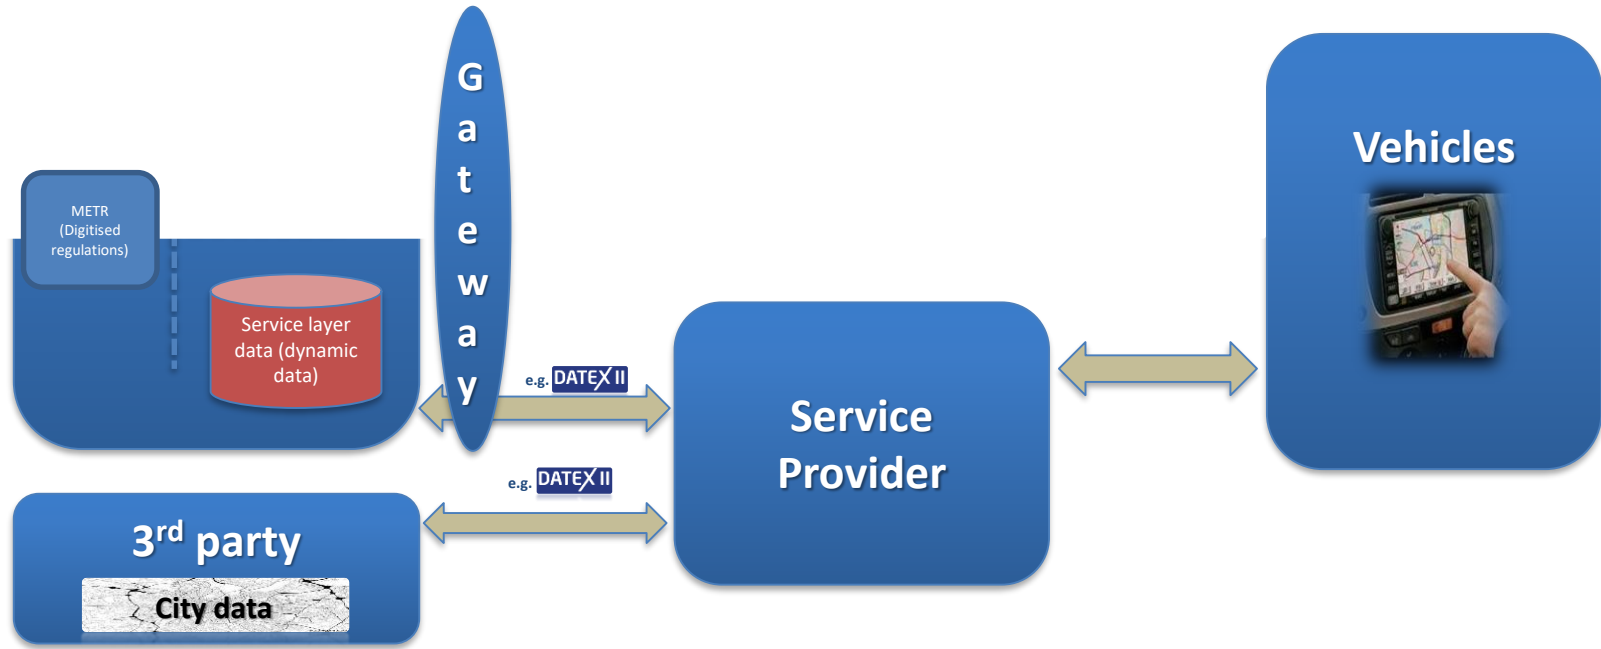 Gateway
Vehicles
METR
(Digitised
regulations)
Service layer
data (dynamic
data)
e.g. DATEX II
Service
Provider
e.g. DATEX II
3rd party
City data